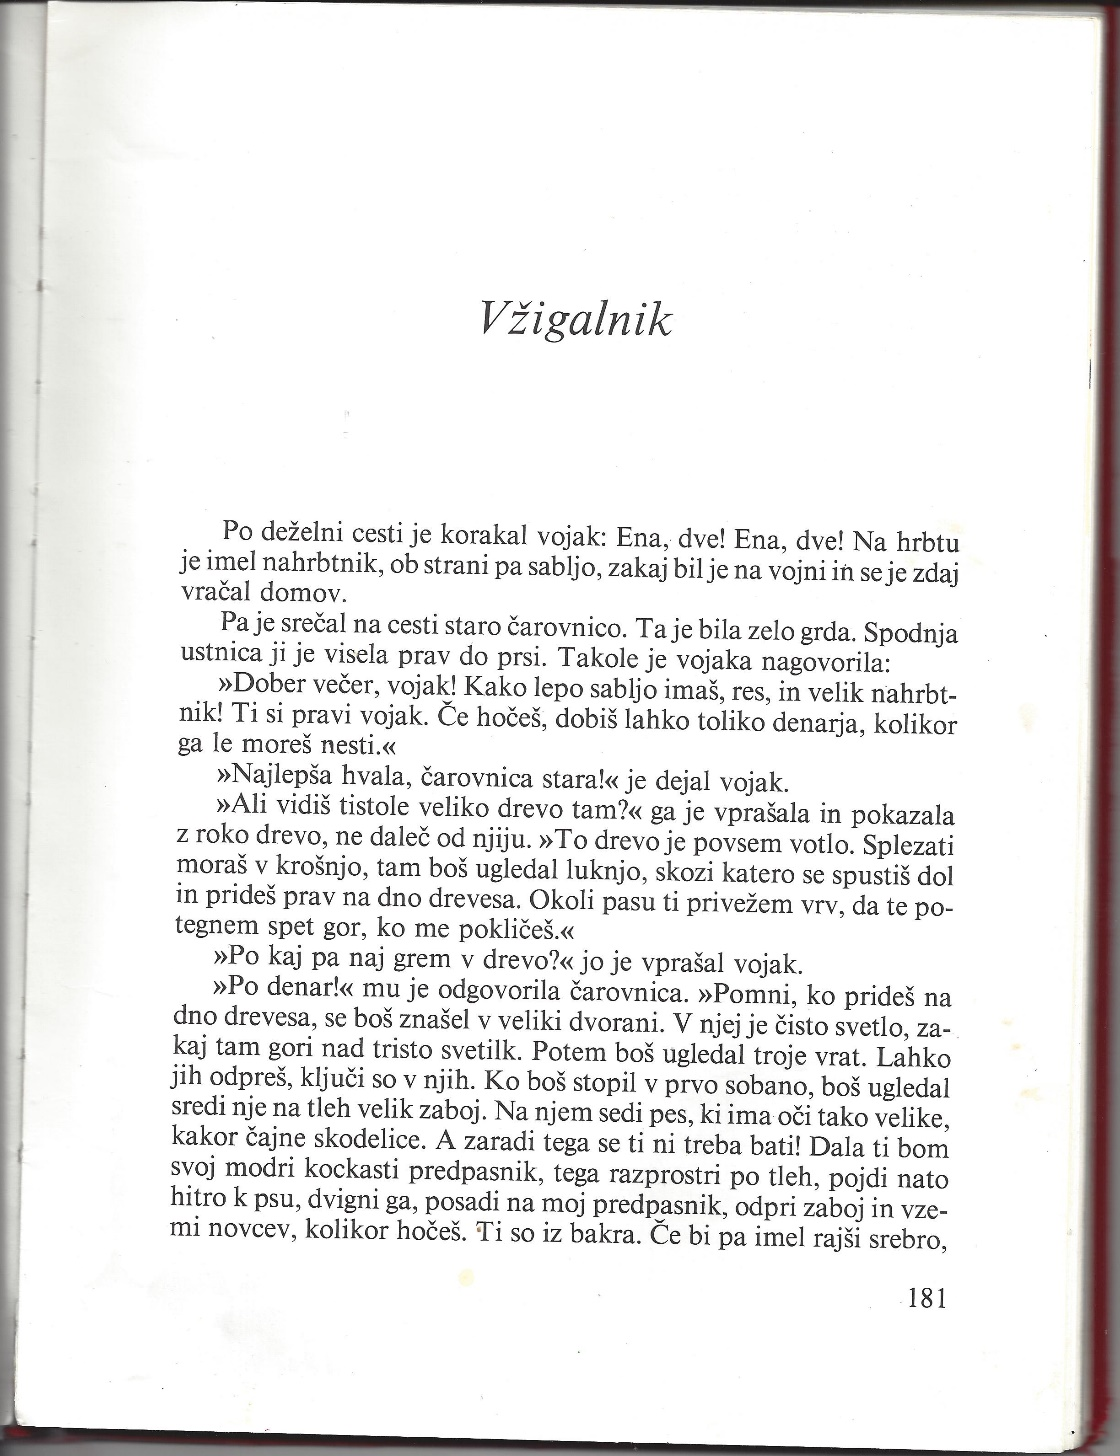 Vžigalnik
Po deželni cesti je korakal vojak: Ena, dve! Ena, dve! Na hrbtu
je imel nahrbtnik, ob strani pa sabljo, zakaj bil je na vojni in se je zdaj
vračal domov.
Pa je srečal na cesti staro čarovnico. Ta je bila zelo grda. Spodnja
ustnica ji je visela prav do prsi. Takole je vojaka nagovorila:
»Dober večer, vojak! Kako lepo sabljo imaš, res, in velik nahrbt-
nik! Ti si pravi vojak. Če hočeš, dobiš lahko toliko denarja, kolikor
ga le moreš nesti.«
»Najlepša hvala, čarovnica stara!« je dejal vojak.
»Ali vidiš tistole veliko drevo tam?« ga je vprašala in pokazala
z roko drevo, ne daleč od njiju. »To drevo je povsem votlo. Splezati
moraš v krošnjo, tam boš ugledal luknjo, skozi katero se spustiš dol
in prideš prav na dno drevesa. Okoli pasu ti privežem vrv, da te po-
tegnem spet gor, ko me pokličeš.«
»Po kaj pa naj grem v drevo?« jo je vprašal vojak.
»Po denar!« mu je odgovorila čarovnica. »Pomni, ko prideš na
dno drevesa, se boš znašel v veliki dvorani. V njej je čisto svetlo, za-
kaj tam gori nad tristo svetilk. Potem boš ugledal troje vrat. Lahko
jih odpreš, ključi so v njih. Ko boš stopil v prvo sobano, boš ugledal
sredi nje na tleh velik zaboj. Na njem sedi pes, ki ima oči tako velike,
kakor čajne skodelice. A zaradi tega se ti ni treba bati! Dala ti bom
svoj modri kockasti predpasnik, tega razprostri po tleh, pojdi nato
hitro k psu, dvigni ga, posadi na moj predpasnik, odpri zaboj in vze-
mi novcev, kolikor hočeš. Ti so iz bakra. Če bi pa imel rajši srebro,
181